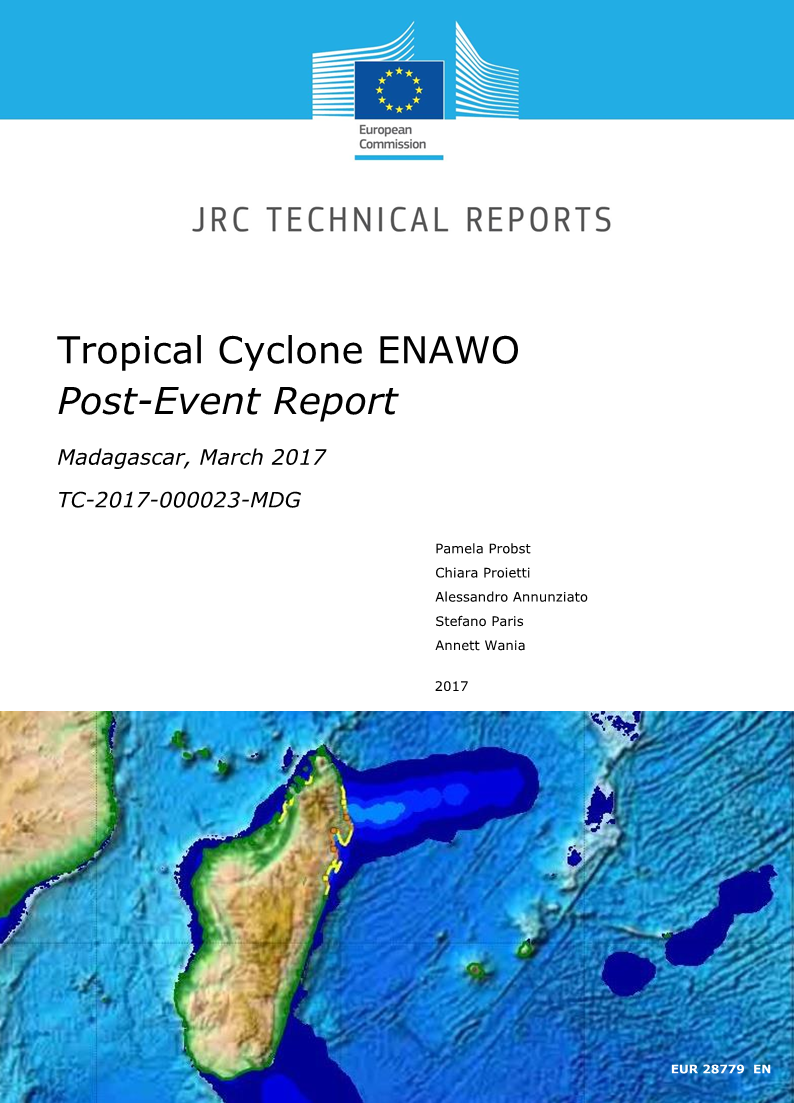 European
Commission
JRC TECHNICAL REPORTS
Tropical Cyclone ENAWO
Post-Event Report
Madagascar, March 2017
TC-2017-000023-MDG
Pamela Probst
Chiara Proietti
Alessandro Annunziato
Stefano Paris
Annett Wania
2017
EUR 28779 EN